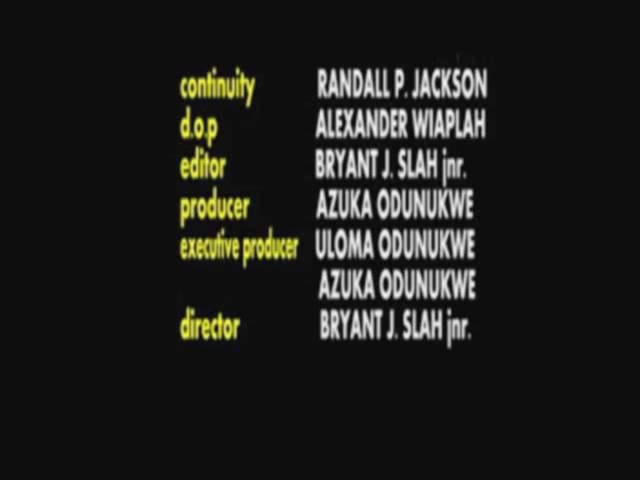 continuity RANDALL P. JACKSON
d.o.p ALEXANDER WIAPLAH
editor BRYANT J. SLAH jnr.
producer AZUKA ODUNUKWE
executive producer ULOMA ODUNUKWE
AZUKA ODUNUKWE
director BRYANT J. SLAH jnr.